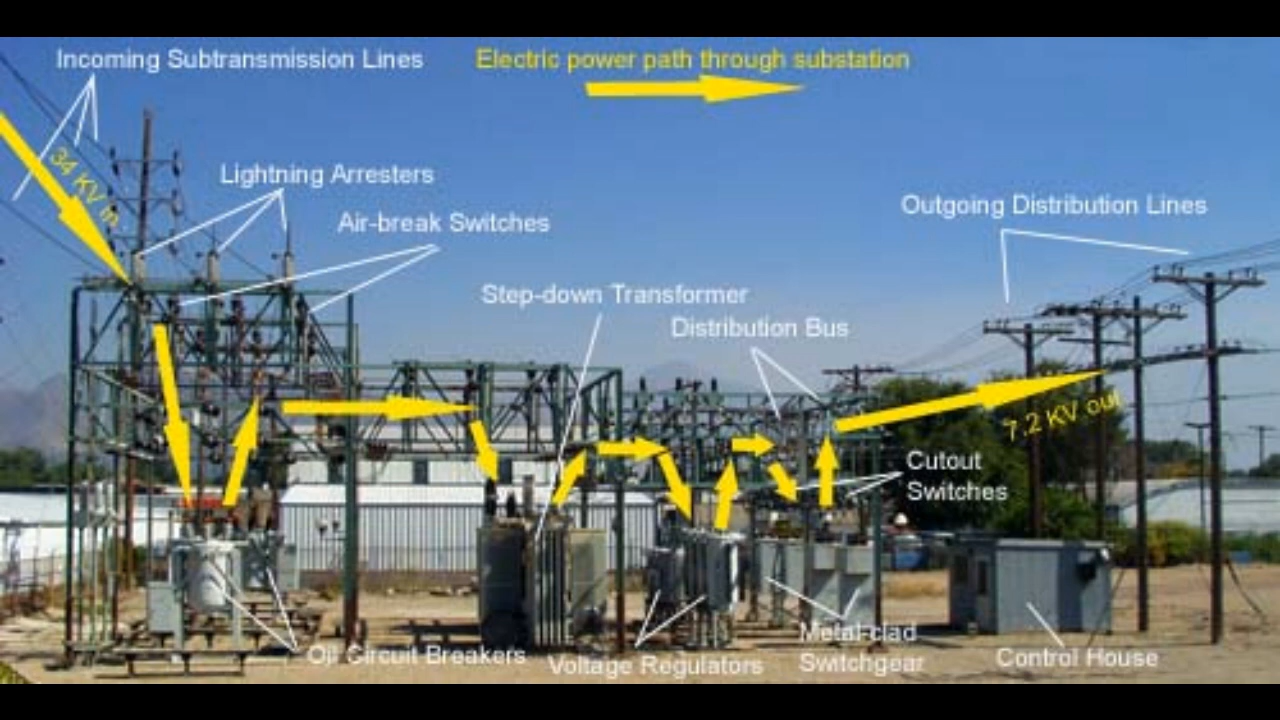 Incoming Subtransmission Lines
Electric power path through substation
34 KV in
Lightning Arresters
Air-break Switches
Outgoing Distribution Lines
Step-down Transformer
Distribution Bus
7.2 KV out
Cutout
Switches
Oil Circuit Breakers
Voltage Regulators
Metal-clad
Switchgear
Control House